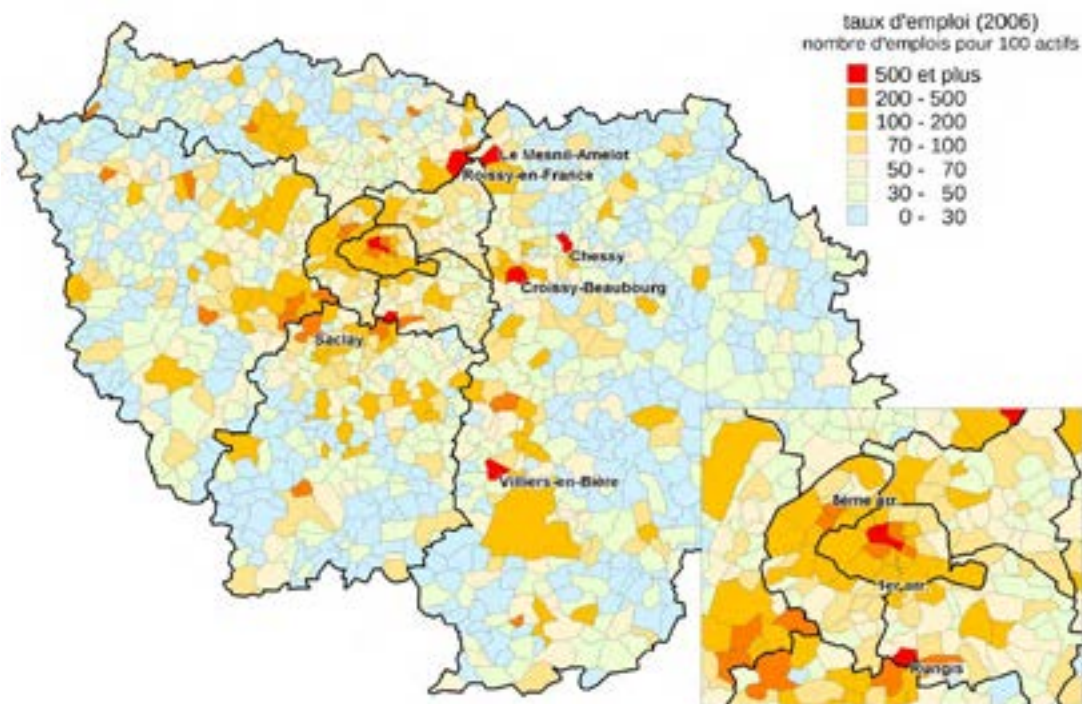 taux d'emploi (2006)
nombre d'emplois pour 100 actifs
500 et plus
200 - 500
100 - 200
70 - 100
50 - 70
30 - 50
0 - 30
Le Mesnil-Amelot
Roissy-en-France
Chessy
Croissy-Beaubourg
Saclay
Villiers-en-Bière
8ème arr.
1er arr.
Rungis